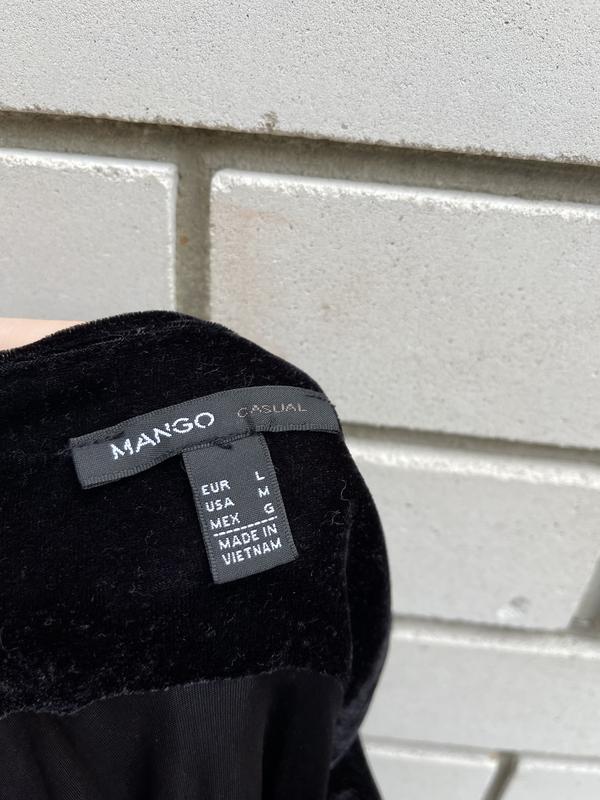 MANGO CASUAL
EUR L
USA M
MEX G
MADE IN
VIETNAM